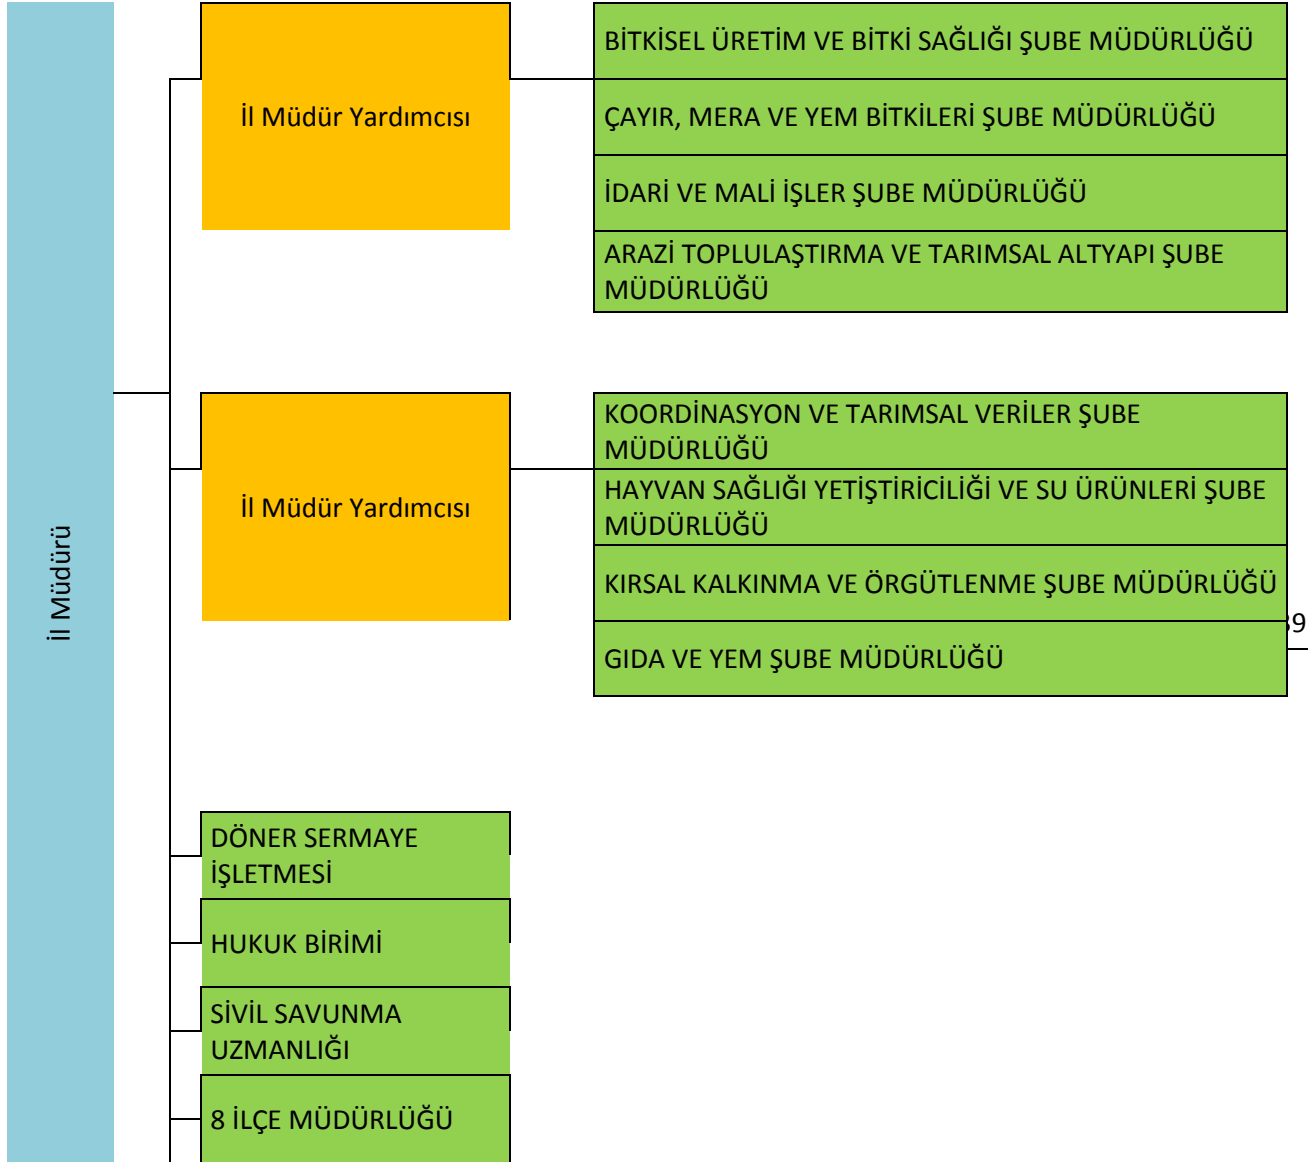 İl Müdürü
İl Müdür Yardımcısı
BİTKİSEL ÜRETİM VE BİTKİ SAĞLIĞI ŞUBE MÜDÜRLÜĞÜ
ÇAYIR, MERA VE YEM BİTKİLERİ ŞUBE MÜDÜRLÜĞÜ
İDARİ VE MALİ İŞLER ŞUBE MÜDÜRLÜĞÜ
ARAZİ TOPLULAŞTIRMA VE TARIMSAL ALTYAPI ŞUBE
MÜDÜRLÜĞÜ
İl Müdür Yardımcısı
KOORDİNASYON VE TARIMSAL VERİLER ŞUBE
MÜDÜRLÜĞÜ
HAYVAN SAĞLIĞI YETİŞTİRİCİLİĞİ VE SU ÜRÜNLERİ ŞUBE
MÜDÜRLÜĞÜ
KIRSAL KALKINMA VE ÖRGÜTLENME ŞUBE MÜDÜRLÜĞÜ
GIDA VE YEM ŞUBE MÜDÜRLÜĞÜ
DÖNER SERMAYE
İŞLETMESİ
HUKUK BİRİMİ
SİVİL SAVUNMA
UZMANLIĞI
8 İLÇE MÜDÜRLÜĞÜ